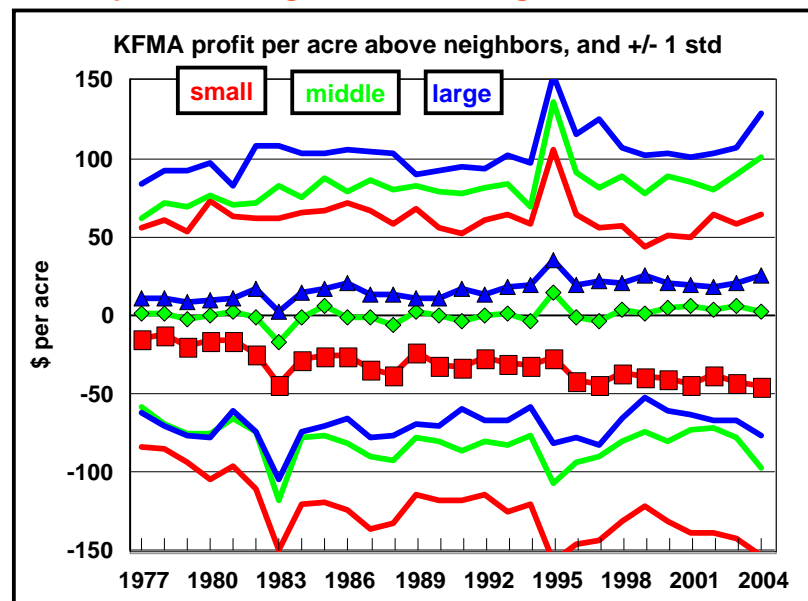 KFMA profit per acre above neighbors, and +/- 1 std
small middle large
$ per acre
150
100
50
0
-50
-100
-150
1977 1980 1983 1986 1989 1992 1995 1998 2001 2004